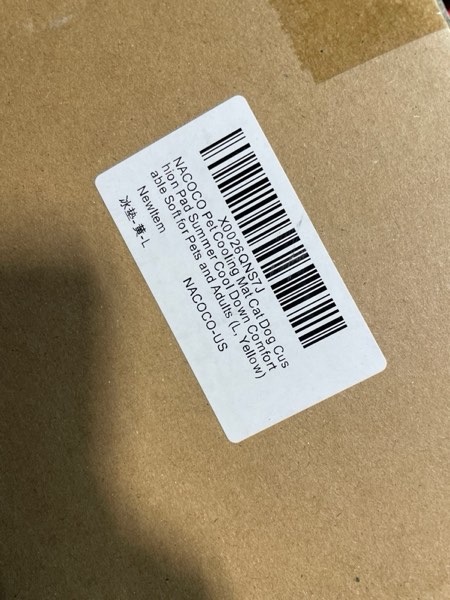 X0026QNS7J
NACOCO Pet Cooling Mat Cat Dog Cus
hion Pad Summer Cool Down Comfort
able Soft for Pets and Adults (L, Yellow)
NewItem
NACOCO-US
冰垫-黄-L